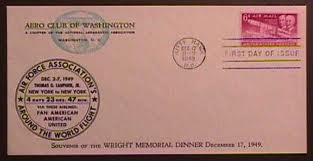 AERO CLUB OF WASHINGTON
A CHAPTER OF THE NATIONAL AERONAUTIC ASSOCIATION
WASHINGTON, D. C.
KITTY HAWK
DEC 17
1949
N.C.
6¢ AIR MAIL
FIRST DAY OF ISSUE
AIR FORCE ASSOCIATION'S
DEC. 2-7, 1949
THOMAS G. LANPHIER, JR.
NEW YORK TO NEW YORK
4 DAYS 23 HRS. 47 MIN
VIA THESE AIRLINES:
PAN AMERICAN
AMERICAN
UNITED
AROUND THE WORLD FLIGHT
SOUVENIR OF THE WRIGHT MEMORIAL DINNER DECEMBER 17, 1949.